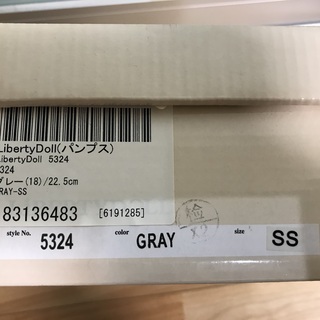 LibertyDoll(パンプス)
LibertyDoll 5324
5324
グレー(18)/22.5cm
GRAY-SS
83136483 [6191285]
検
style No. 5324 color GRAY size SS